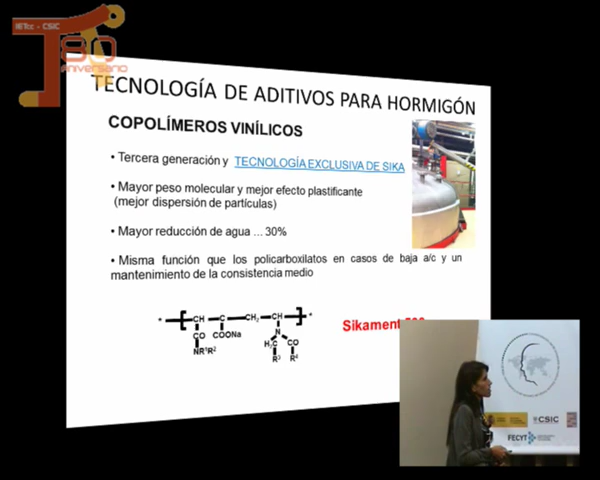 IETcc - CSIC
80
Aniversario
TECNOLOGÍA DE ADITIVOS PARA HORMIGÓN
COPOLÍMEROS VINÍLICOS
• Tercera generación y TECNOLOGÍA EXCLUSIVA DE SIKA
• Mayor peso molecular y mejor efecto plastificante
(mejor dispersión de partículas)
• Mayor reducción de agua ... 30%
• Misma función que los policarboxilatos en casos de baja a/c y un
mantenimiento de la consistencia medio
CH C CH₂ CH
CO COONa N
NR¹R² H₂C CO
R³ R⁴
Sikament
CSIC
FECYT